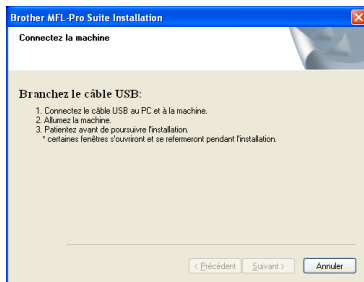 Brother MFL-Pro Suite Installation
Connectez la machine
Branchez le câble USB:
1. Connectez le câble USB au PC et à la machine.
2. Allumez la machine.
3. Patientez avant de poursuivre l'installation.
* certaines fenêtres s'ouvriront et se refermeront pendant l'installation.
< Précédent Suivant > Annuler